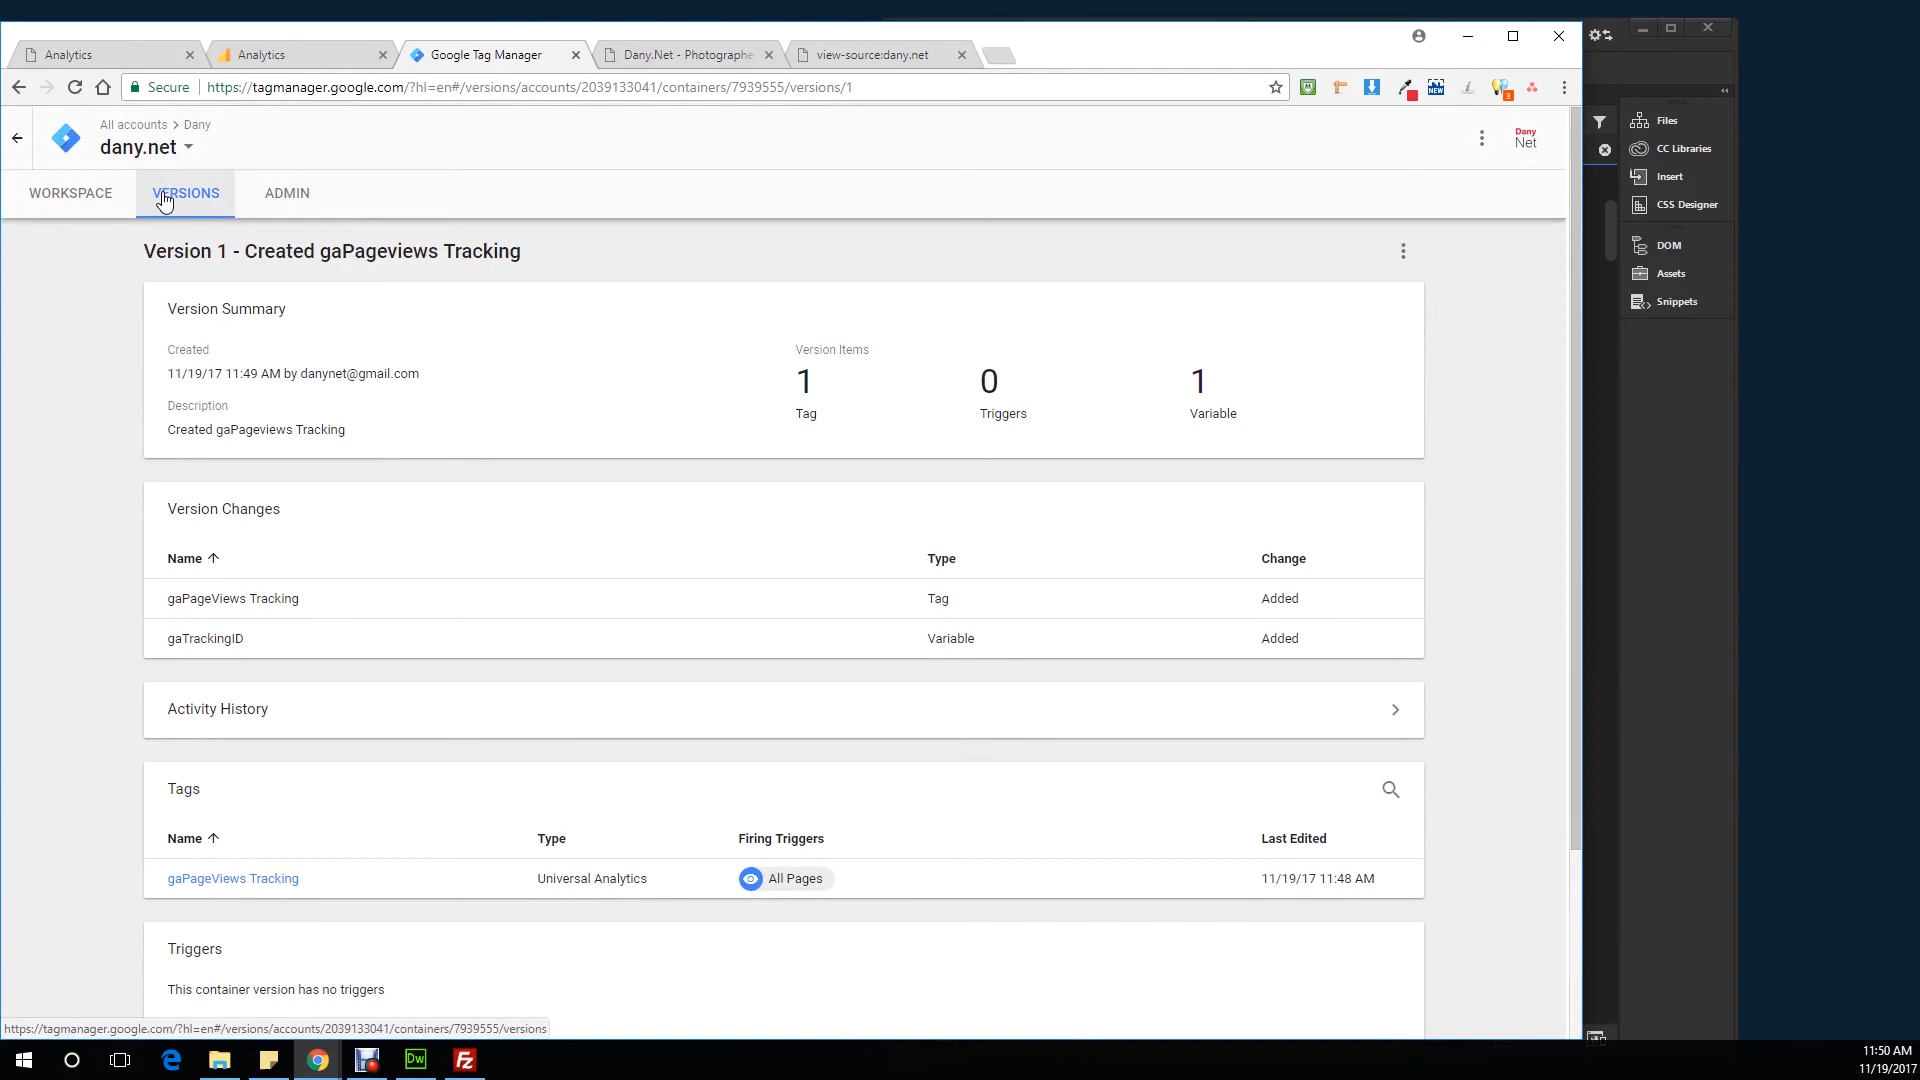 Analytics
Analytics
Google Tag Manager
Dany.Net - Photographe
view-source:dany.net
Secure
https://tagmanager.google.com/?hl=en#/versions/accounts/2039133041/containers/7939555/versions/1
NEW
3
All accounts > Dany
dany.net
Dany
Net
WORKSPACE
VERSIONS
ADMIN
Version 1 - Created gaPageviews Tracking
Version Summary
Created
11/19/17 11:49 AM by danynet@gmail.com
Description
Created gaPageviews Tracking
Version Items
1
Tag
0
Triggers
1
Variable
Version Changes
Name
Type
Change
gaPageViews Tracking
Tag
Added
gaTrackingID
Variable
Added
Activity History
Tags
Name
Type
Firing Triggers
Last Edited
gaPageViews Tracking
Universal Analytics
All Pages
11/19/17 11:48 AM
Triggers
This container version has no triggers
https://tagmanager.google.com/?hl=en#/versions/accounts/2039133041/containers/7939555/versions
Files
CC Libraries
Insert
CSS Designer
DOM
Assets
Snippets
Dw
Fz
11:50 AM
11/19/2017